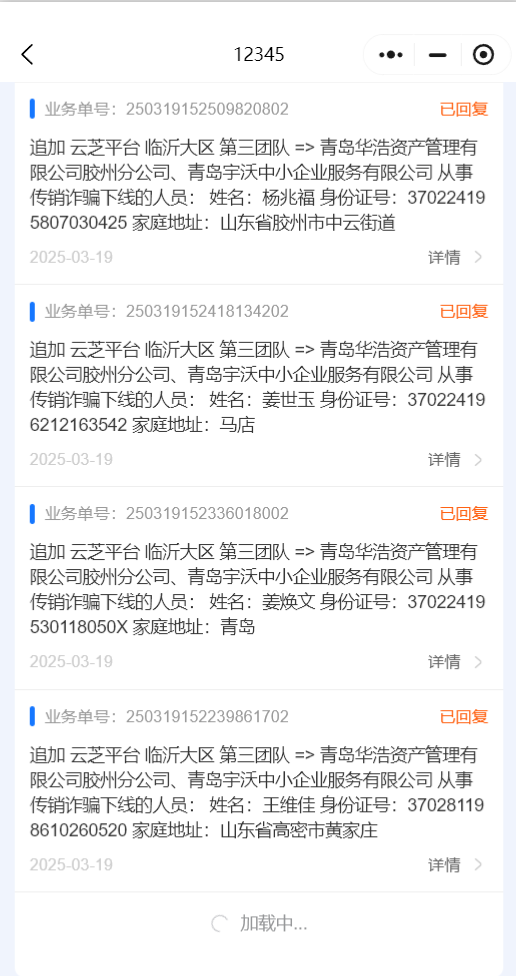 12345
业务单号：250319152509820802 已回复
追加 云芝平台 临沂大区 第三团队 => 青岛华浩资产管理有
限公司胶州分公司、青岛宇沃中小企业服务有限公司 从事
传销诈骗下线的人员： 姓名：杨兆福 身份证号：37022419
5807030425 家庭地址：山东省胶州市中云街道
2025-03-19 详情
业务单号：250319152418134202 已回复
追加 云芝平台 临沂大区 第三团队 => 青岛华浩资产管理有
限公司胶州分公司、青岛宇沃中小企业服务有限公司 从事
传销诈骗下线的人员： 姓名：姜世玉 身份证号：37022419
6212163542 家庭地址：马店
2025-03-19 详情
业务单号：250319152336018002 已回复
追加 云芝平台 临沂大区 第三团队 => 青岛华浩资产管理有
限公司胶州分公司、青岛宇沃中小企业服务有限公司 从事
传销诈骗下线的人员： 姓名：姜焕文 身份证号：37022419
530118050X 家庭地址：青岛
2025-03-19 详情
业务单号：250319152239861702 已回复
追加 云芝平台 临沂大区 第三团队 => 青岛华浩资产管理有
限公司胶州分公司、青岛宇沃中小企业服务有限公司 从事
传销诈骗下线的人员： 姓名：王维佳 身份证号：37028119
8610260520 家庭地址：山东省高密市黄家庄
2025-03-19 详情
加载中...